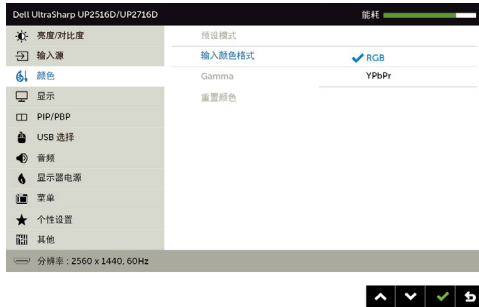 Dell UltraSharp UP2516D/UP2716D
能耗
亮度/对比度
预设模式
输入源
输入颜色格式
RGB
颜色
Gamma
YPbPr
显示
重置颜色
PIP/PBP
USB 选择
音频
显示器电源
菜单
个性设置
其他
分辨率 : 2560 x 1440, 60Hz